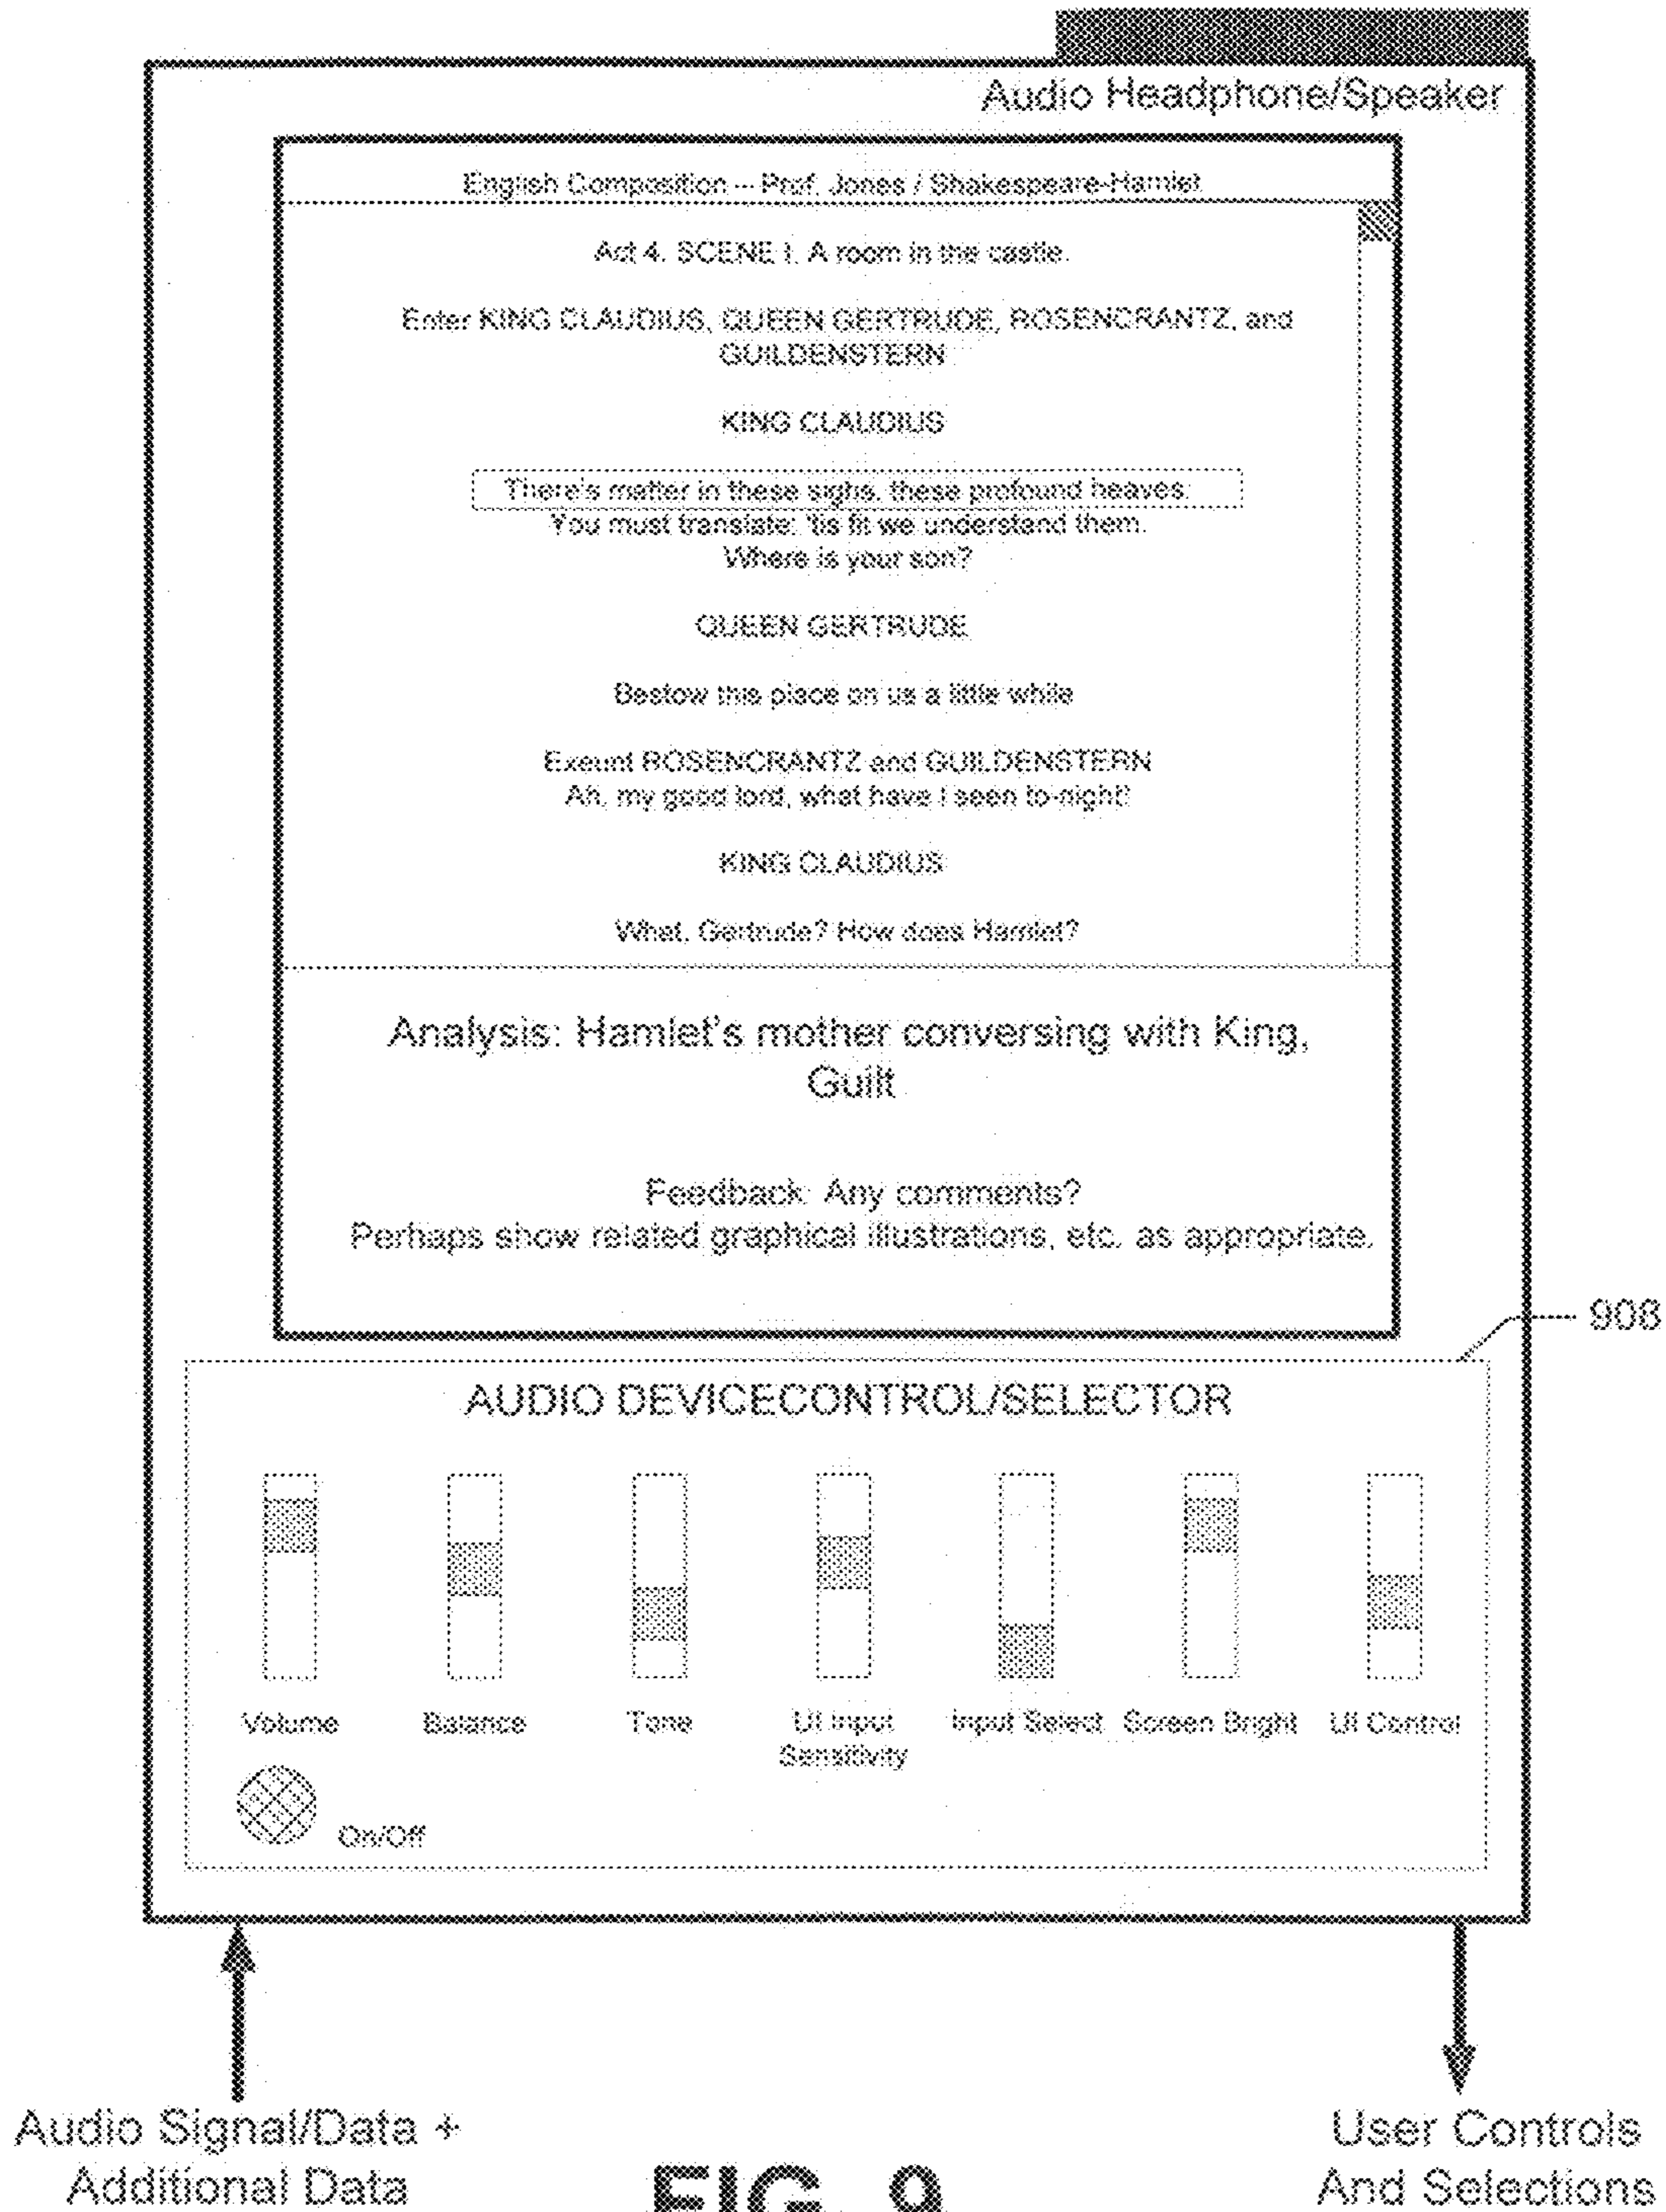 Audio Headphone/Speaker
English Composition -- Prof. Jones / Shakespeare-Hamlet
Act 4. SCENE I. A room in the castle.
Enter KING CLAUDIUS, QUEEN GERTRUDE, ROSENCRANTZ, and
GUILDENSTERN
KING CLAUDIUS
There's matter in these sighs, these profound heaves:
You must translate: 'tis fit we understand them.
Where is your son?
QUEEN GERTRUDE
Bestow this place on us a little while
Exeunt ROSENCRANTZ and GUILDENSTERN
Ah, my good lord, what have I seen to-night!
KING CLAUDIUS
What, Gertrude? How does Hamlet?
Analysis: Hamlet's mother conversing with King,
Guilt
Feedback: Any comments?
Perhaps show related graphical illustrations, etc. as appropriate.
908
AUDIO DEVICECONTROL/SELECTOR
Volume Balance Tone UI Input Input Select Screen Bright UI Control
Sensitivity
On/Off
Audio Signal/Data + User Controls
Additional Data And Selections
FIG. 9